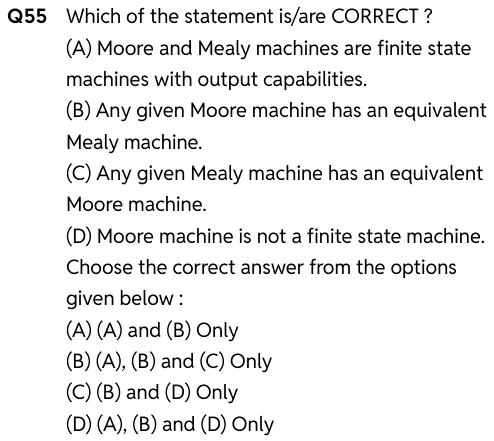 Q55 Which of the statement is/are CORRECT ?
(A) Moore and Mealy machines are finite state
machines with output capabilities.
(B) Any given Moore machine has an equivalent
Mealy machine.
(C) Any given Mealy machine has an equivalent
Moore machine.
(D) Moore machine is not a finite state machine.
Choose the correct answer from the options
given below :
(A) (A) and (B) Only
(B) (A), (B) and (C) Only
(C) (B) and (D) Only
(D) (A), (B) and (D) Only